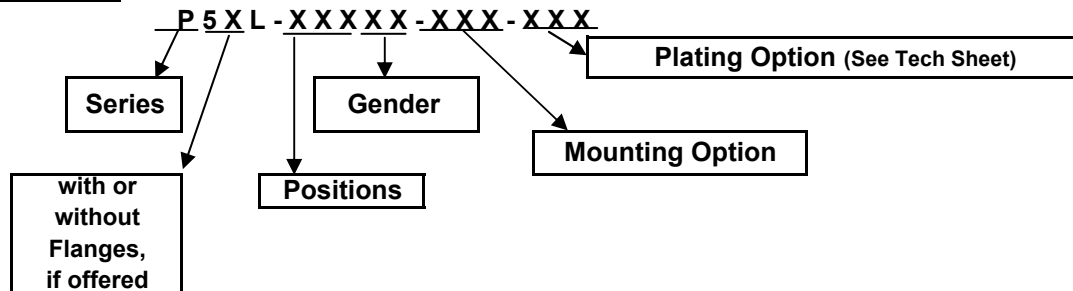 P 5 X L - X X X X X - X X X - X X X
Plating Option (See Tech Sheet)
Series
Gender
Mounting Option
Positions
with or
without
Flanges,
if offered